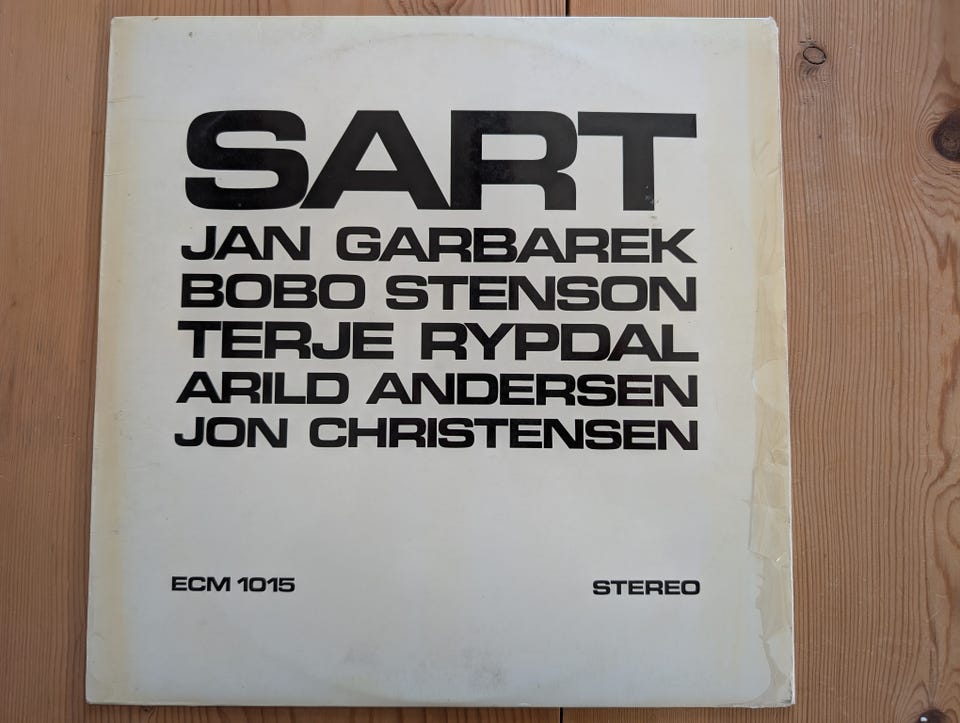 SART
JAN GARBAREK
BOBO STENSON
TERJE RYPDAL
ARILD ANDERSEN
JON CHRISTENSEN
ECM 1015
STEREO